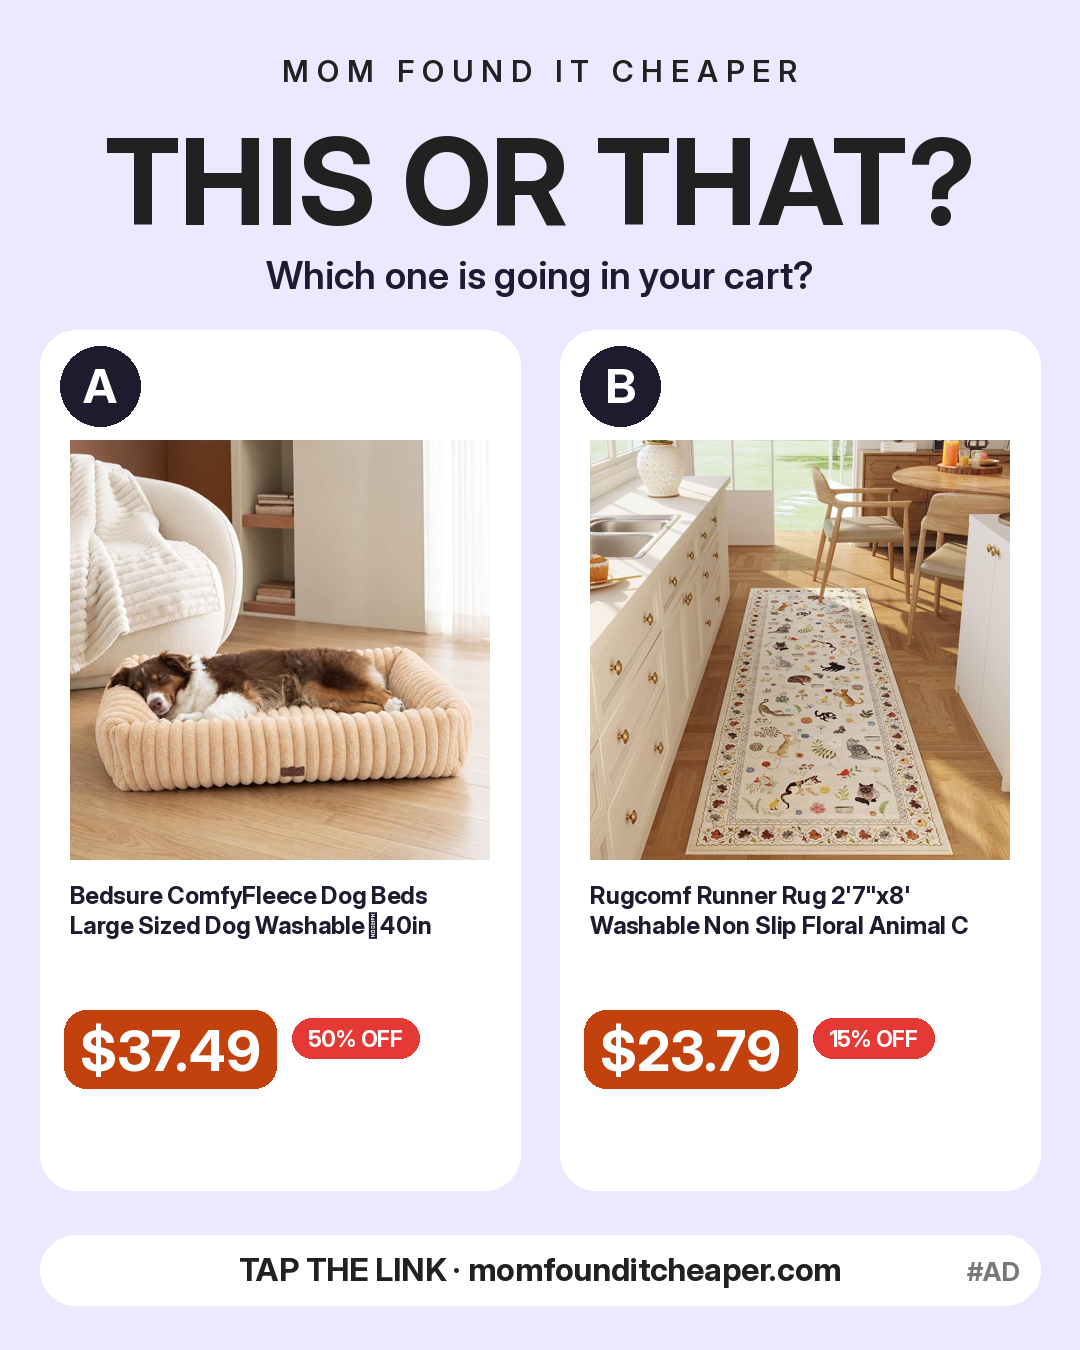 MOM FOUND IT CHEAPER
THIS OR THAT?
Which one is going in your cart?
A
B
Bedsure ComfyFleece Dog Beds
Large Sized Dog Washable 40in
Rugcomf Runner Rug 2'7"x8'
Washable Non Slip Floral Animal C
$37.49
50% OFF
$23.79
15% OFF
TAP THE LINK · momfounditcheaper.com
#AD